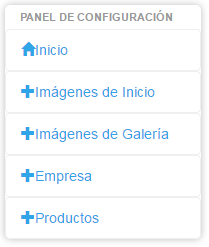 PANEL DE CONFIGURACIÓN
Inicio
Imágenes de Inicio
Imágenes de Galería
Empresa
Productos